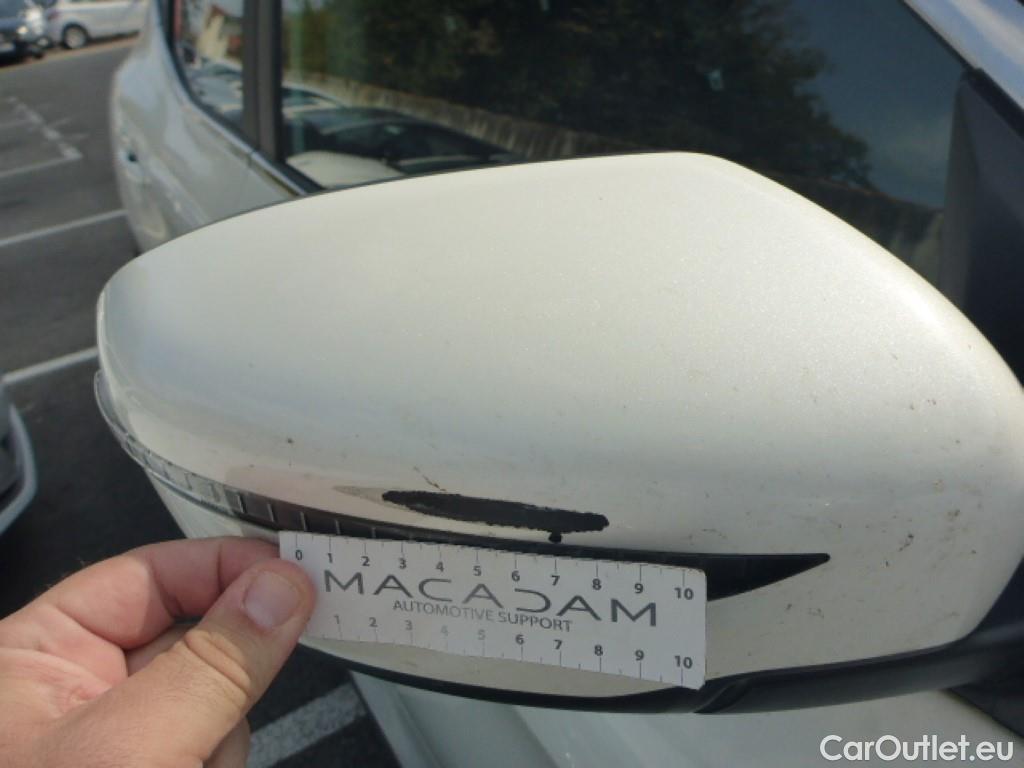 0 1 2 3 4 5 6 7 8 9 10
MACADAM
AUTOMOTIVE SUPPORT
1 2 3 4 5 6 7 8 9 10
CarOutlet.eu